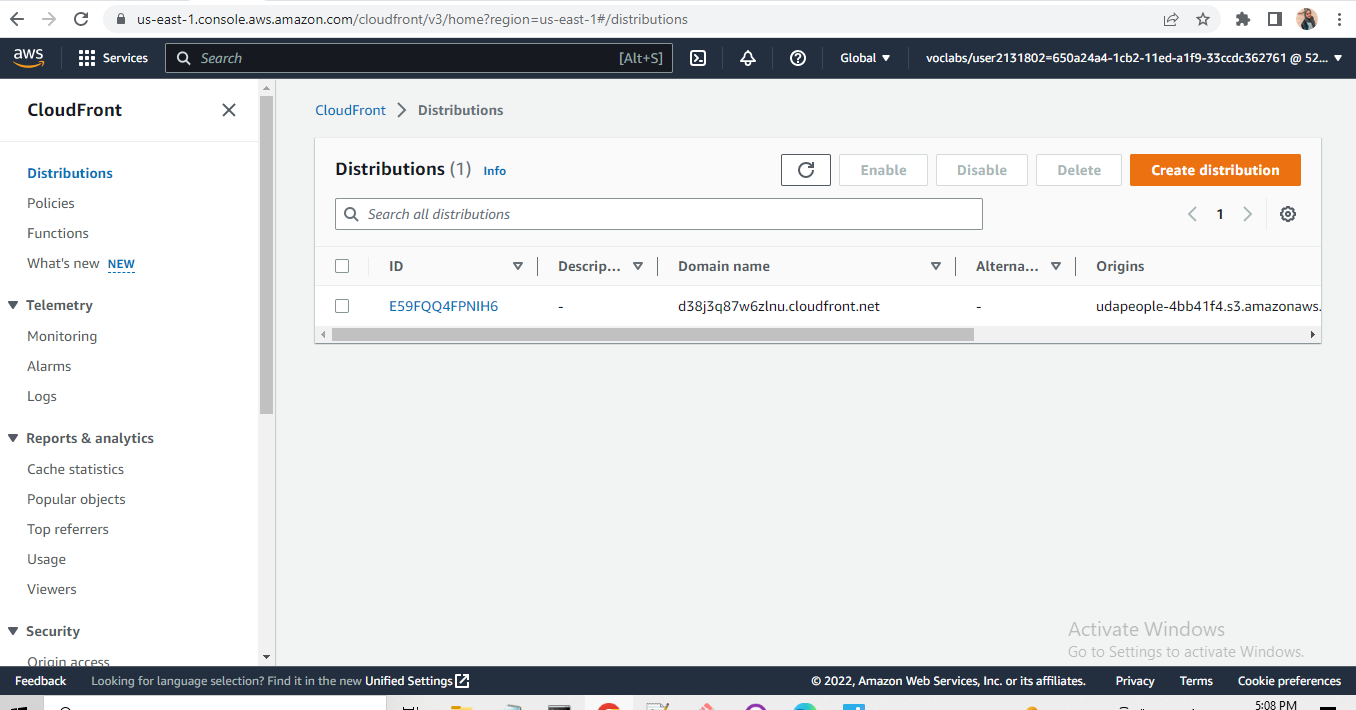 us-east-1.console.aws.amazon.com/cloudfront/v3/home?region=us-east-1#/distributions
aws Services Search [Alt+S] Global voclabs/user2131802=650a24a4-1cb2-11ed-a1f9-33ccdc362761 @ 52...
CloudFront
Distributions
Policies
Functions
What's new NEW
Telemetry
Monitoring
Alarms
Logs
Reports & analytics
Cache statistics
Popular objects
Top referrers
Usage
Viewers
Security
Origin access
CloudFront Distributions
Distributions (1) Info
Enable Disable Delete Create distribution
Search all distributions
1
ID Descrip... Domain name Alterna... Origins
E59FQQ4FPNIH6 - d38j3q87w6zlnu.cloudfront.net - udapeople-4bb41f4.s3.amazonaws.
Activate Windows
Go to Settings to activate Windows.
Feedback Looking for language selection? Find it in the new Unified Settings © 2022, Amazon Web Services, Inc. or its affiliates. Privacy Terms Cookie preferences
5:08 PM